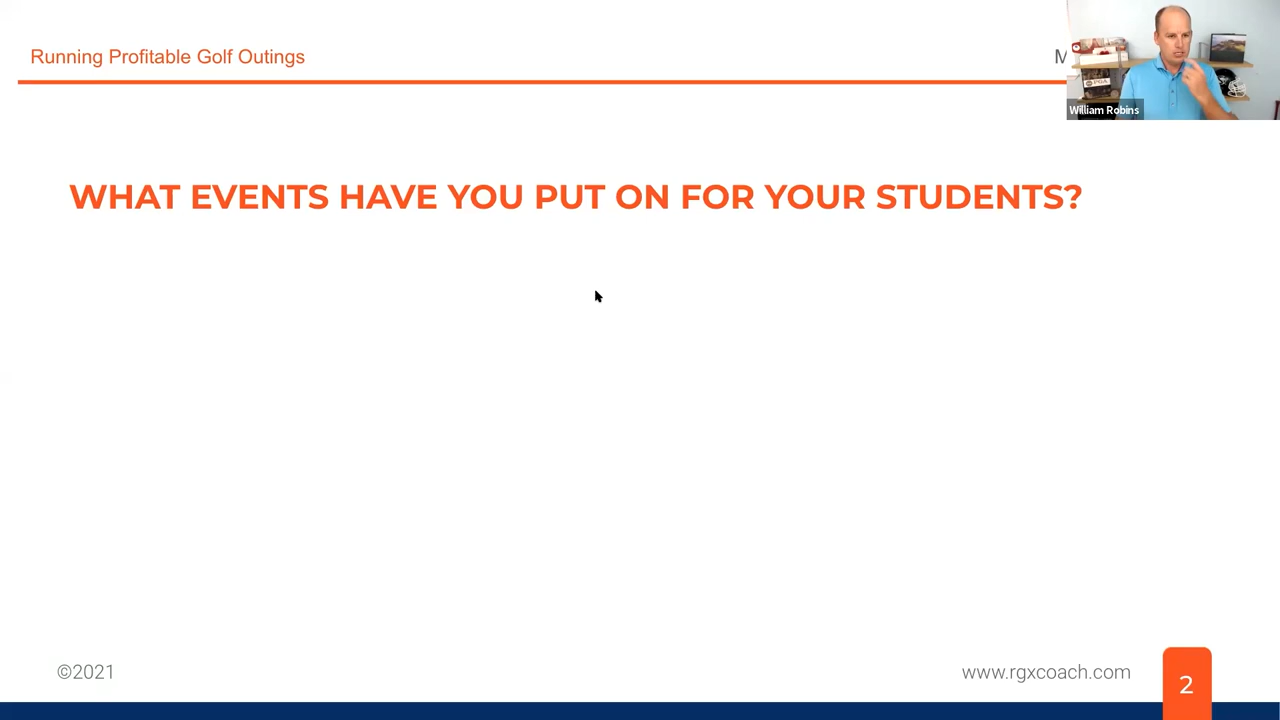 Running Profitable Golf Outings
William Robins
WHAT EVENTS HAVE YOU PUT ON FOR YOUR STUDENTS?
©2021
www.rgxcoach.com
2